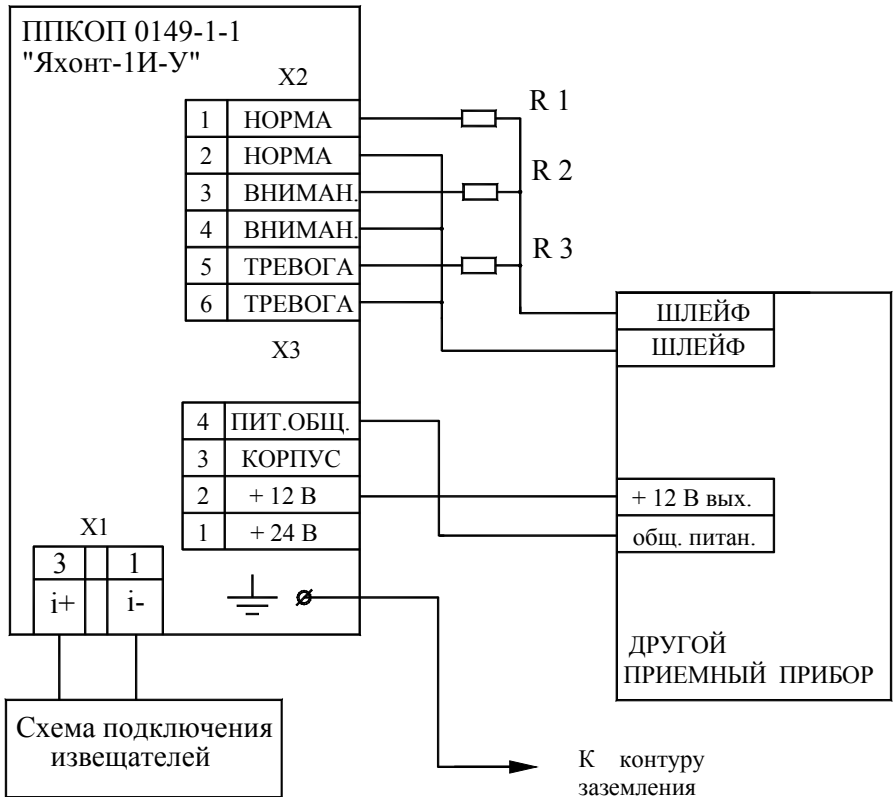 ППКОП 0149-1-1
"Яхонт-1И-У"
X2
1 НОРМА
2 НОРМА
3 ВНИМАН.
4 ВНИМАН.
5 ТРЕВОГА
6 ТРЕВОГА
R 1
R 2
R 3
ШЛЕЙФ
ШЛЕЙФ
X3
4 ПИТ.ОБЩ.
3 КОРПУС
2 + 12 В
1 + 24 В
+ 12 В вых.
общ. питан.
X1
3 1
i+ i-
ДРУГОЙ
ПРИЕМНЫЙ ПРИБОР
Схема подключения
извещателей
К контуру
заземления